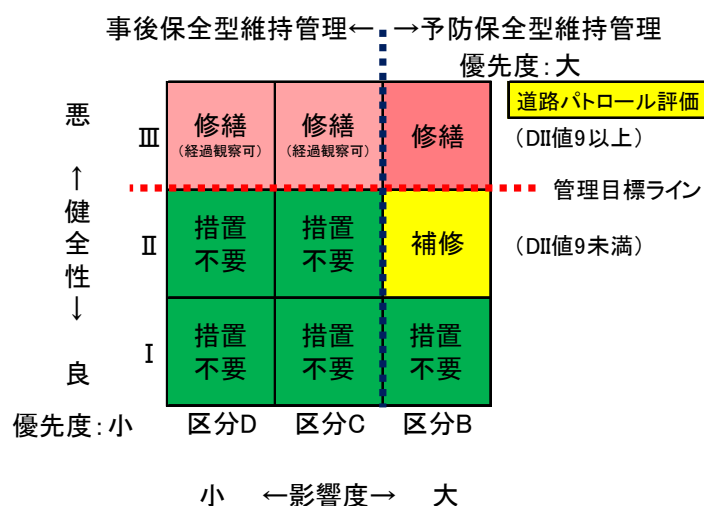 事後保全型維持管理← →予防保全型維持管理
優先度：大
道路パトロール評価
悪
↑
健
全
性
↓
良
Ⅲ
修繕
（経過観察可）
修繕
（経過観察可）
修繕
（DⅡ値9以上）
管理目標ライン
Ⅱ
措置
不要
措置
不要
補修
（DⅡ値9未満）
Ⅰ
措置
不要
措置
不要
措置
不要
優先度：小
区分D
区分C
区分B
小 ←影響度→ 大